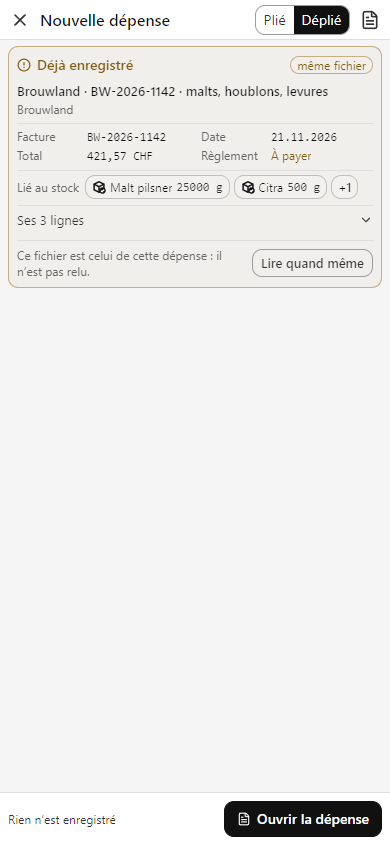 Nouvelle dépense
Plié
Déplié
Déjà enregistré
même fichier
Brouwland · BW-2026-1142 · malts, houblons, levures
Brouwland
Facture BW-2026-1142 Date 21.11.2026
Total 421,57 CHF Règlement À payer
Lié au stock Malt pilsner 25000 g Citra 500 g +1
Ses 3 lignes
Ce fichier est celui de cette dépense : il
n'est pas relu.
Lire quand même
Rien n'est enregistré
Ouvrir la dépense